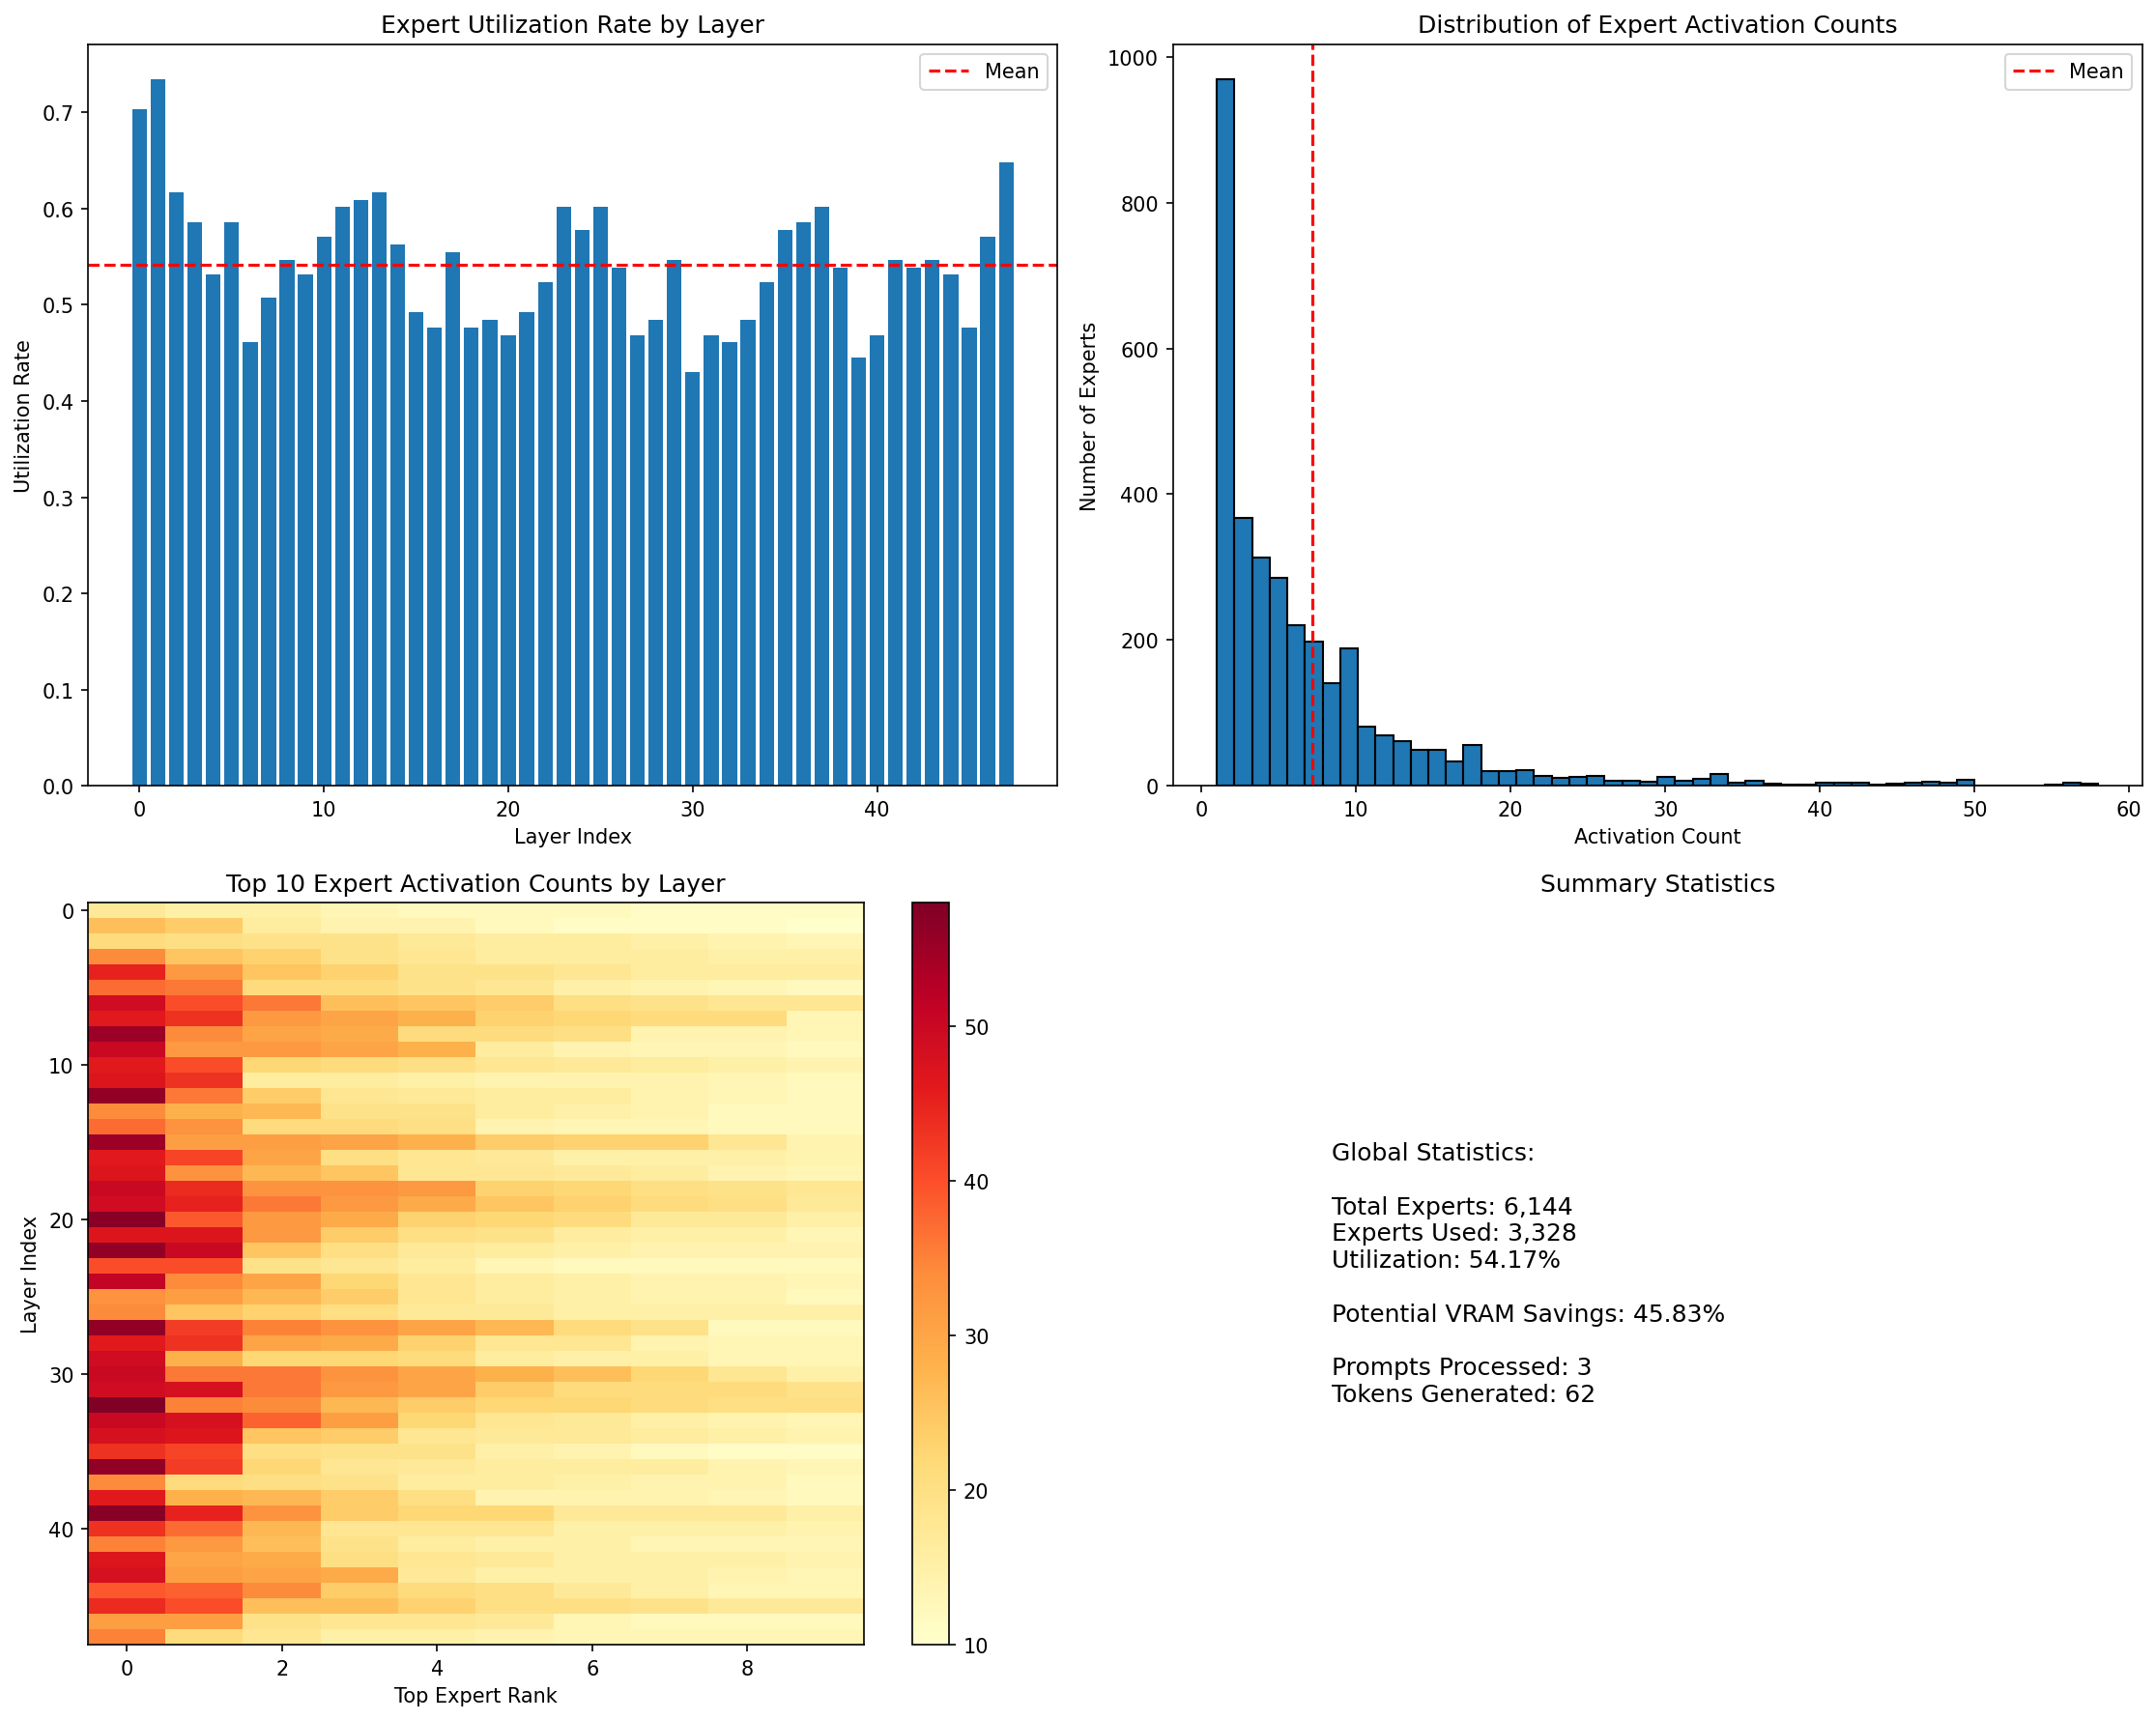 Expert Utilization Rate by Layer
Mean
Utilization Rate
0.7
0.6
0.5
0.4
0.3
0.2
0.1
0.0
0 10 20 30 40
Layer Index
Distribution of Expert Activation Counts
Mean
Number of Experts
1000
800
600
400
200
0
0 10 20 30 40 50 60
Activation Count
Top 10 Expert Activation Counts by Layer
Layer Index
0
10
20
30
40
0 2 4 6 8
Top Expert Rank
50
40
30
20
10
Summary Statistics
Global Statistics:
Total Experts: 6,144
Experts Used: 3,328
Utilization: 54.17%
Potential VRAM Savings: 45.83%
Prompts Processed: 3
Tokens Generated: 62